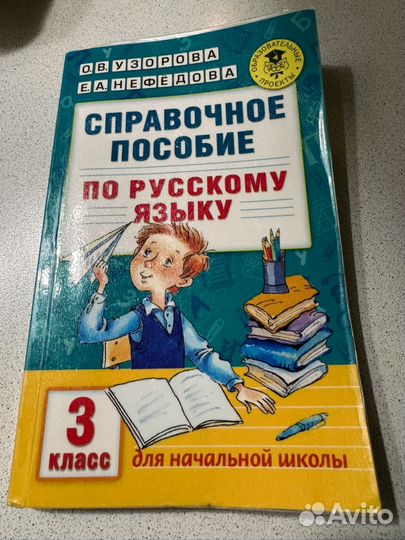 О.В. УЗОРОВА
Е.А. НЕФЁДОВА
ОБРАЗОВАТЕЛЬНЫЕ
ПРОЕКТЫ
СПРАВОЧНОЕ
ПОСОБИЕ
ПО РУССКОМУ
ЯЗЫКУ
3
КЛАСС
для начальной школы
Avito